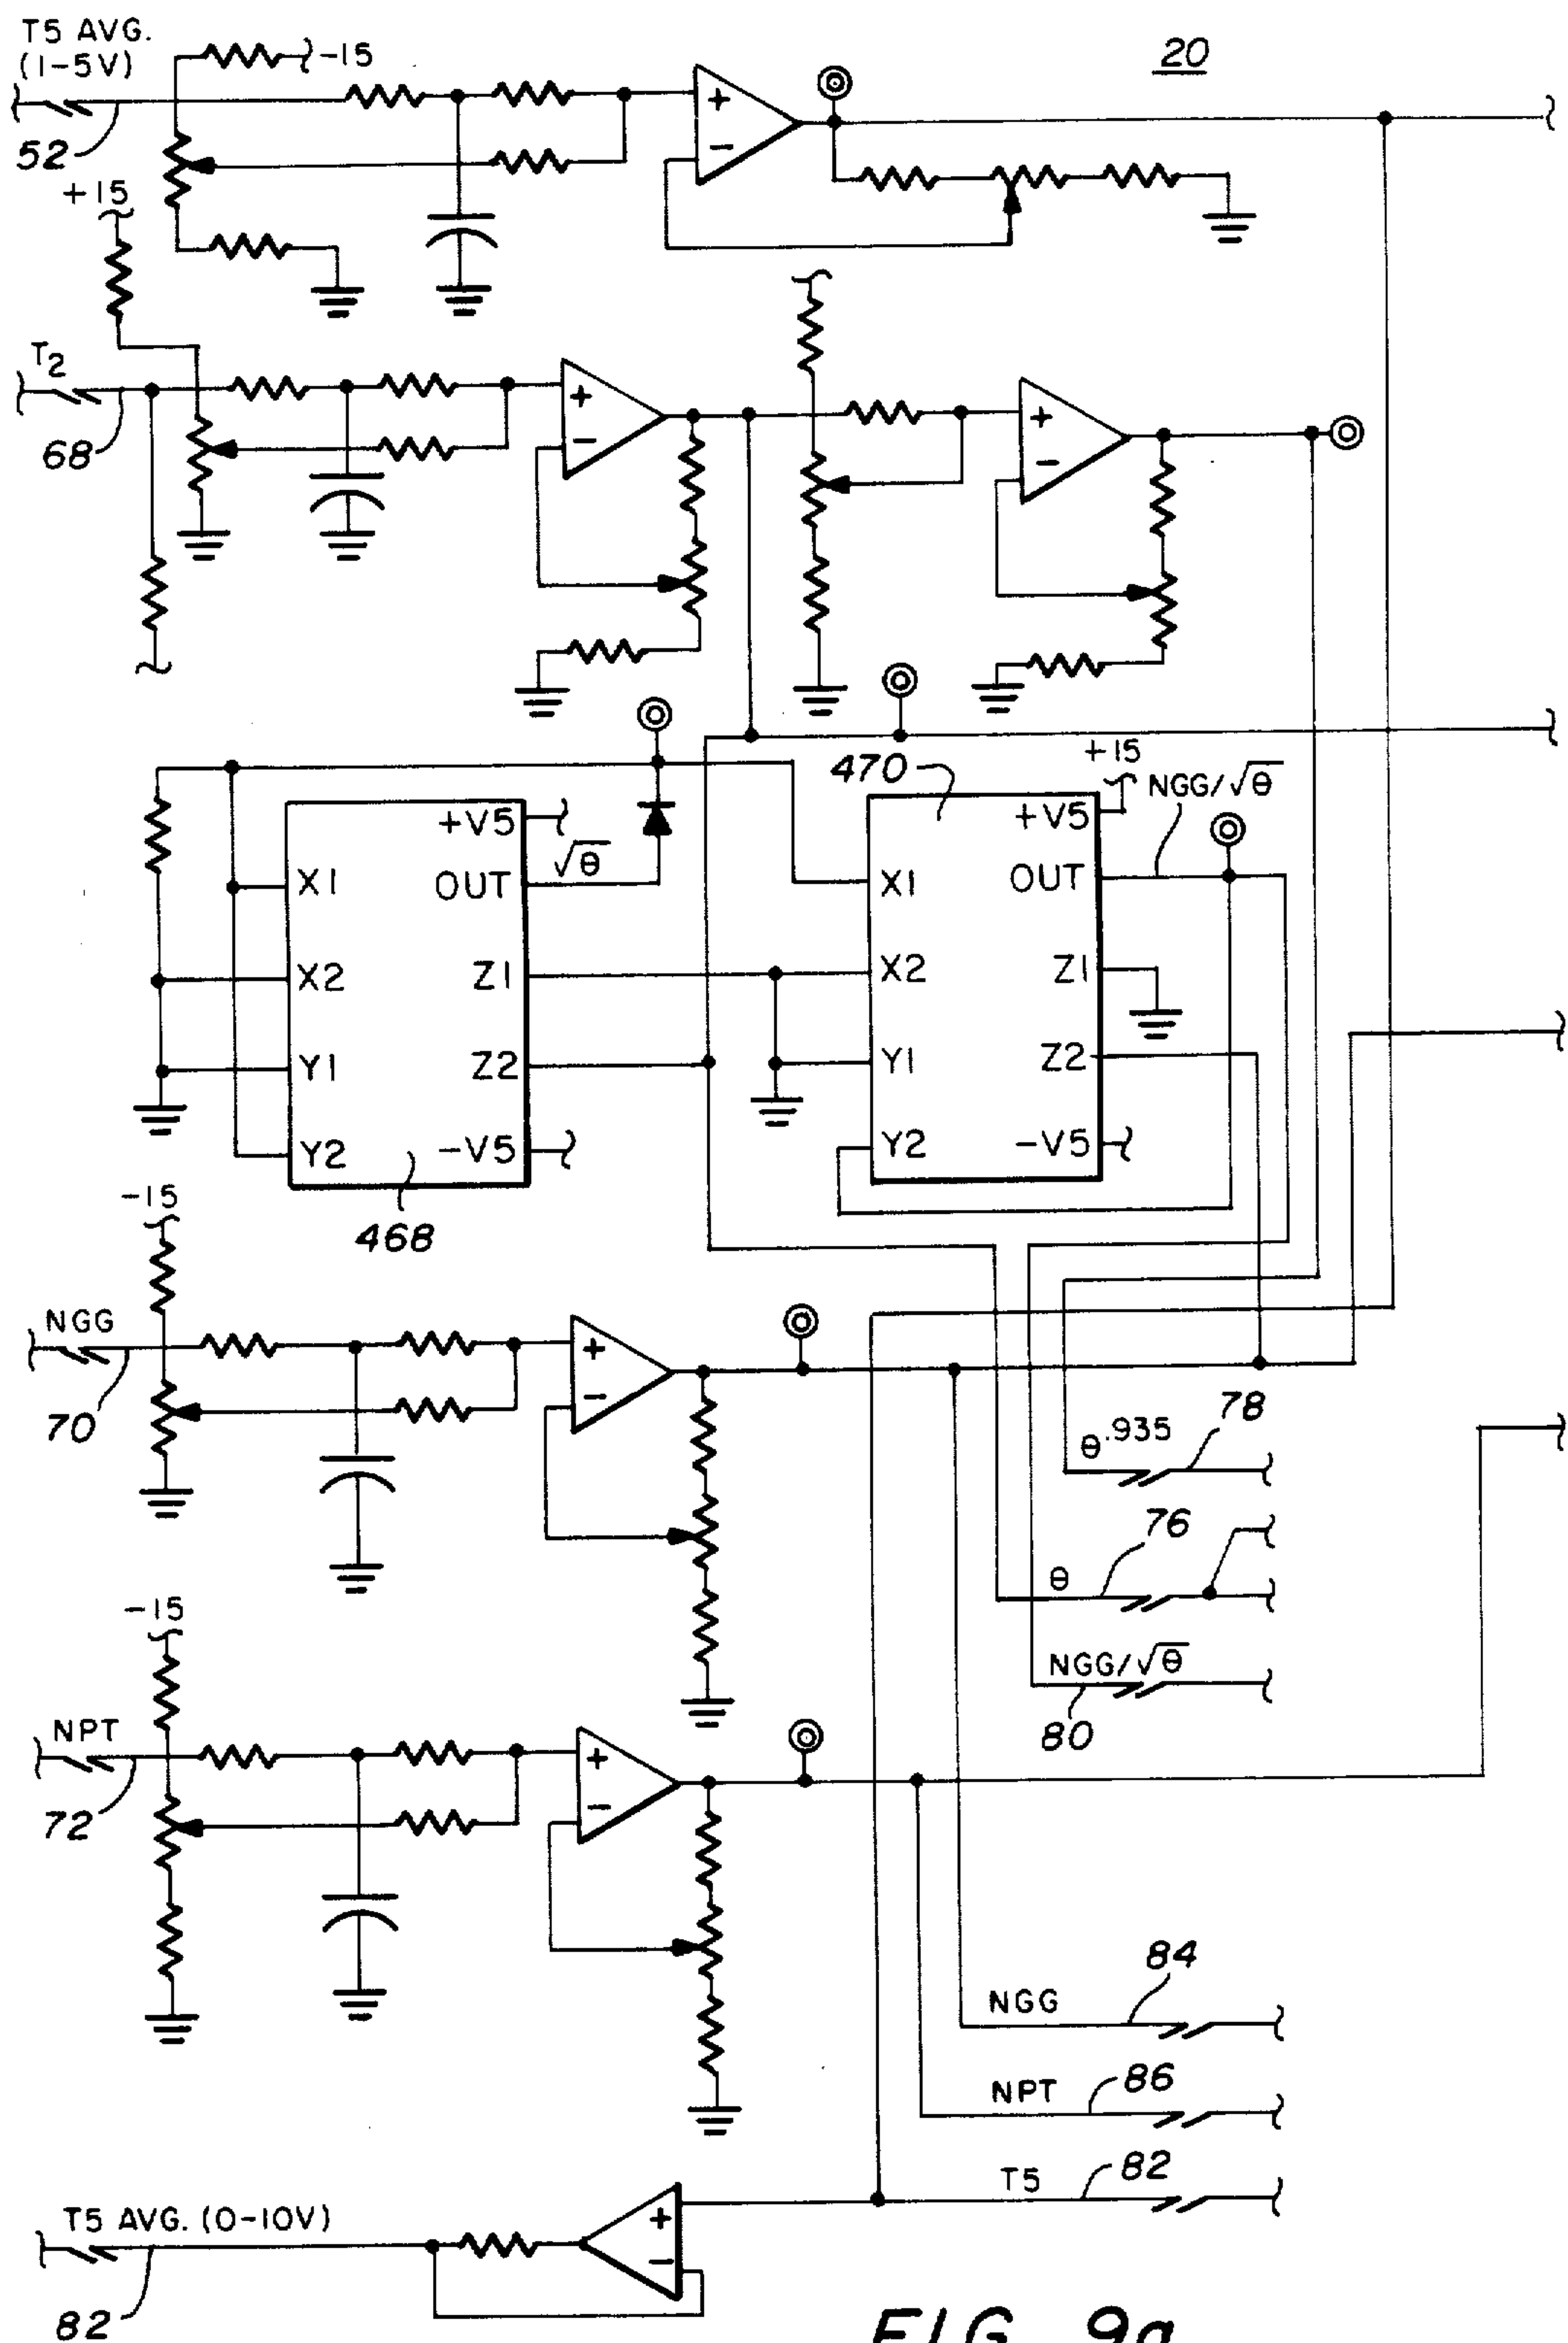 T5 AVG.
(1-5V)
-15
20
52
+15
T2
68
+
-
+
-
+
-
470
+15
NGG/√θ
+V5
X1
OUT
√θ
X2
Z1
Y1
Z2
Y2
-V5
468
+V5
X1
OUT
X2
Z1
Y1
Z2
Y2
-V5
-15
NGG
70
+
-
θ.935
78
θ
76
NGG/√θ
80
-15
NPT
72
+
-
NGG
84
NPT
86
T5
82
T5 AVG. (0-10V)
+
-
82
FIG. 9a